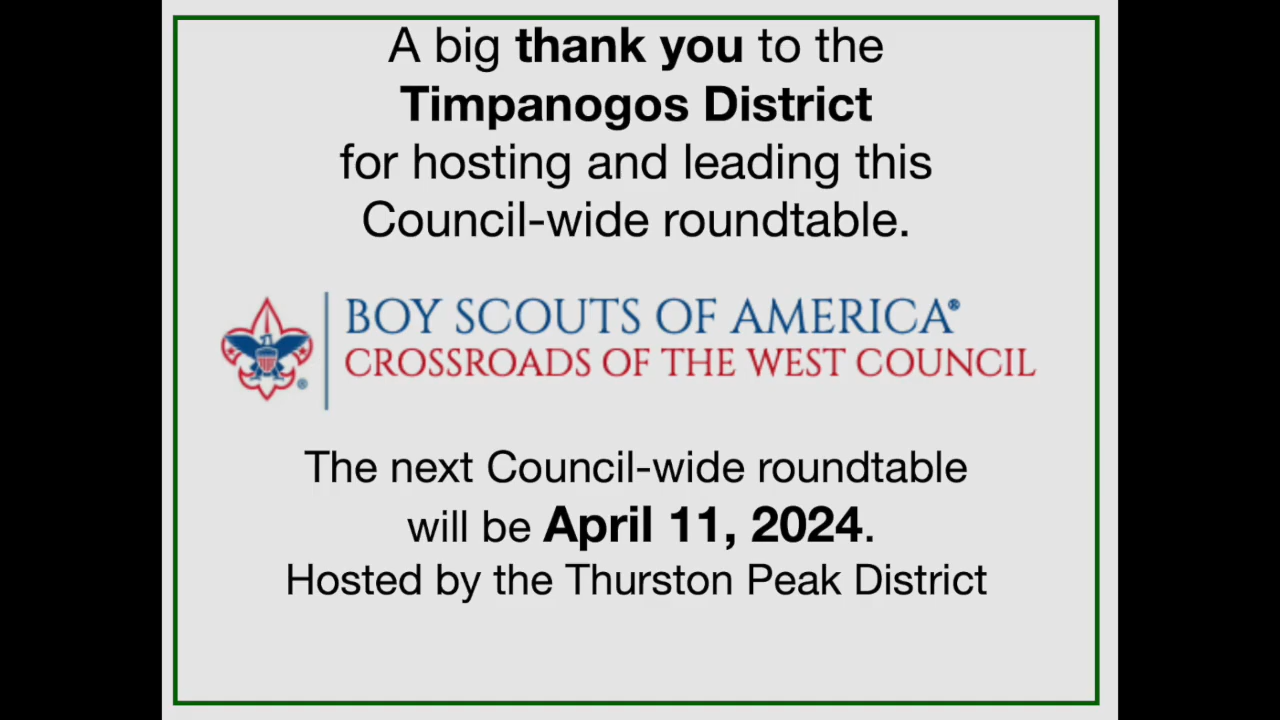 A big thank you to the
Timpanogos District
for hosting and leading this
Council-wide roundtable.
BOY SCOUTS OF AMERICA®
CROSSROADS OF THE WEST COUNCIL
®
The next Council-wide roundtable
will be April 11, 2024.
Hosted by the Thurston Peak District